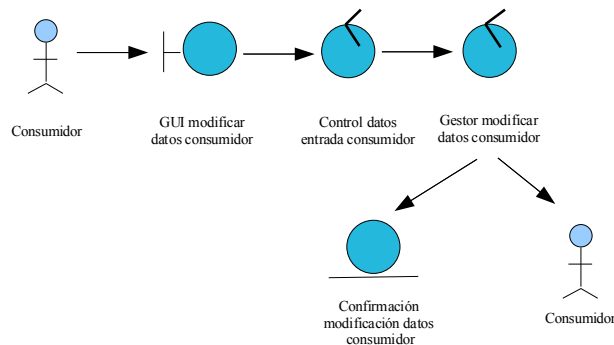 Consumidor
GUI modificar
datos consumidor
Control datos
entrada consumidor
Gestor modificar
datos consumidor
Confirmación
modificación datos
consumidor
Consumidor